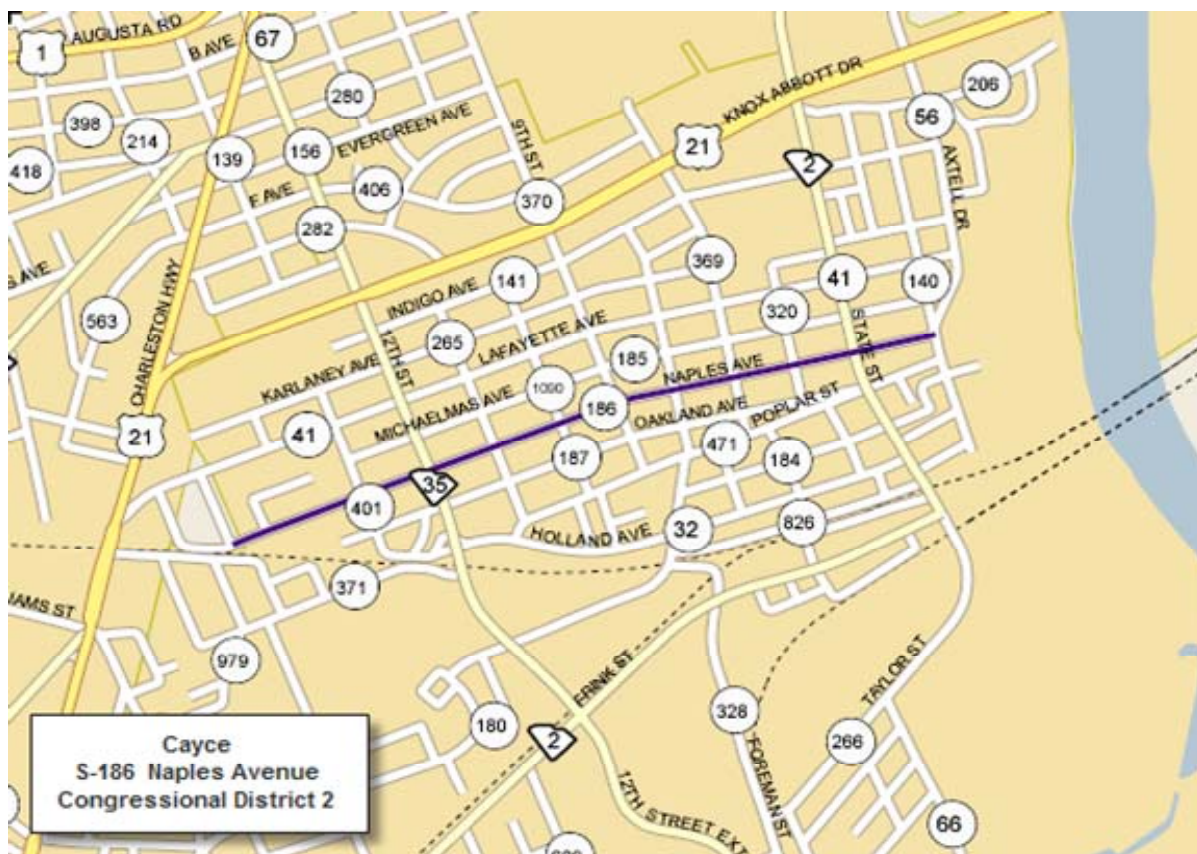 AUGUSTA RD
B AVE
67
1
280
206
KNOX ABBOTT DR
398
EVERGREEN AVE
56
214
9TH ST
21
139
156
2
418
AXTELL DR
F AVE
406
370
282
369
S AVE
141
41
140
INDIGO AVE
CHARLESTON HWY
563
12TH ST
320
265
LAFAYETTE AVE
STATE ST
KARLANEY AVE
185
NAPLES AVE
1090
MICHAELMAS AVE
186
OAKLAND AVE
POPLAR ST
21
41
471
187
184
35
401
HOLLAND AVE
32
826
371
IAMS ST
979
FRINK ST
TAYLOR ST
180
328
2
266
FOREMAN ST
12TH STREET EXT
66
Cayce
S-186 Naples Avenue
Congressional District 2